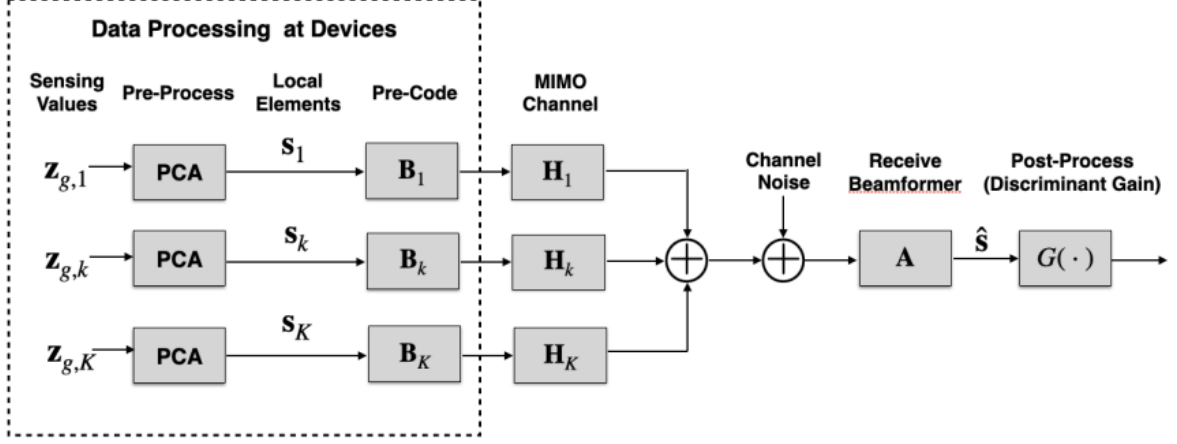 Data Processing at Devices
Sensing Values
Pre-Process
Local Elements
Pre-Code
MIMO Channel
z_{g,1}
PCA
s_1
B_1
H_1
Channel Noise
Receive Beamformer
Post-Process (Discriminant Gain)
z_{g,k}
PCA
s_k
B_k
H_k
A
ŝ
G(·)
z_{g,K}
PCA
s_K
B_K
H_K